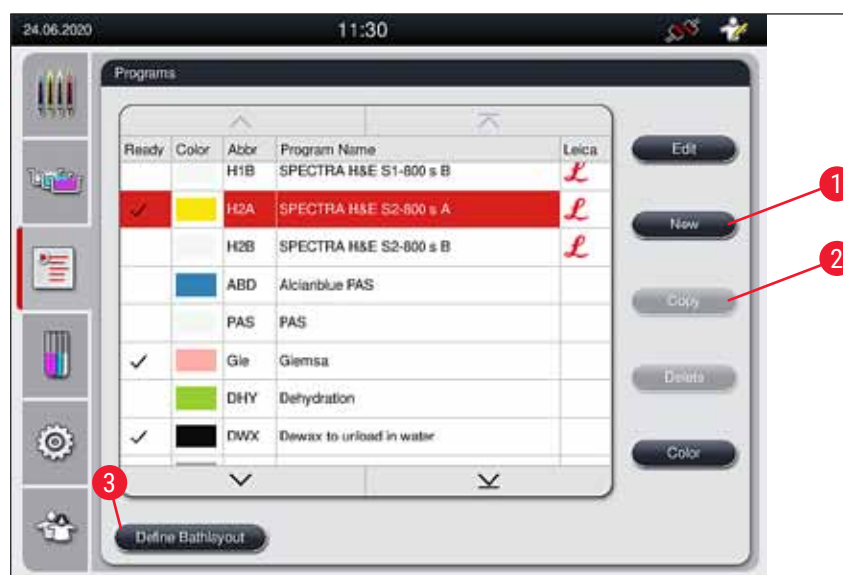 24.06.2020 11:30
Programs
Ready Color Abbr Program Name Leica
H1B SPECTRA H&E S1-800 s B
H2A SPECTRA H&E S2-800 s A
H2B SPECTRA H&E S2-800 s B
ABD Alcianblue PAS
PAS PAS
Gie Giemsa
DHY Dehydration
DWX Dewax to unload in water
Edit
New
Copy
Delete
Color
1
2
3
Define Bathlayout